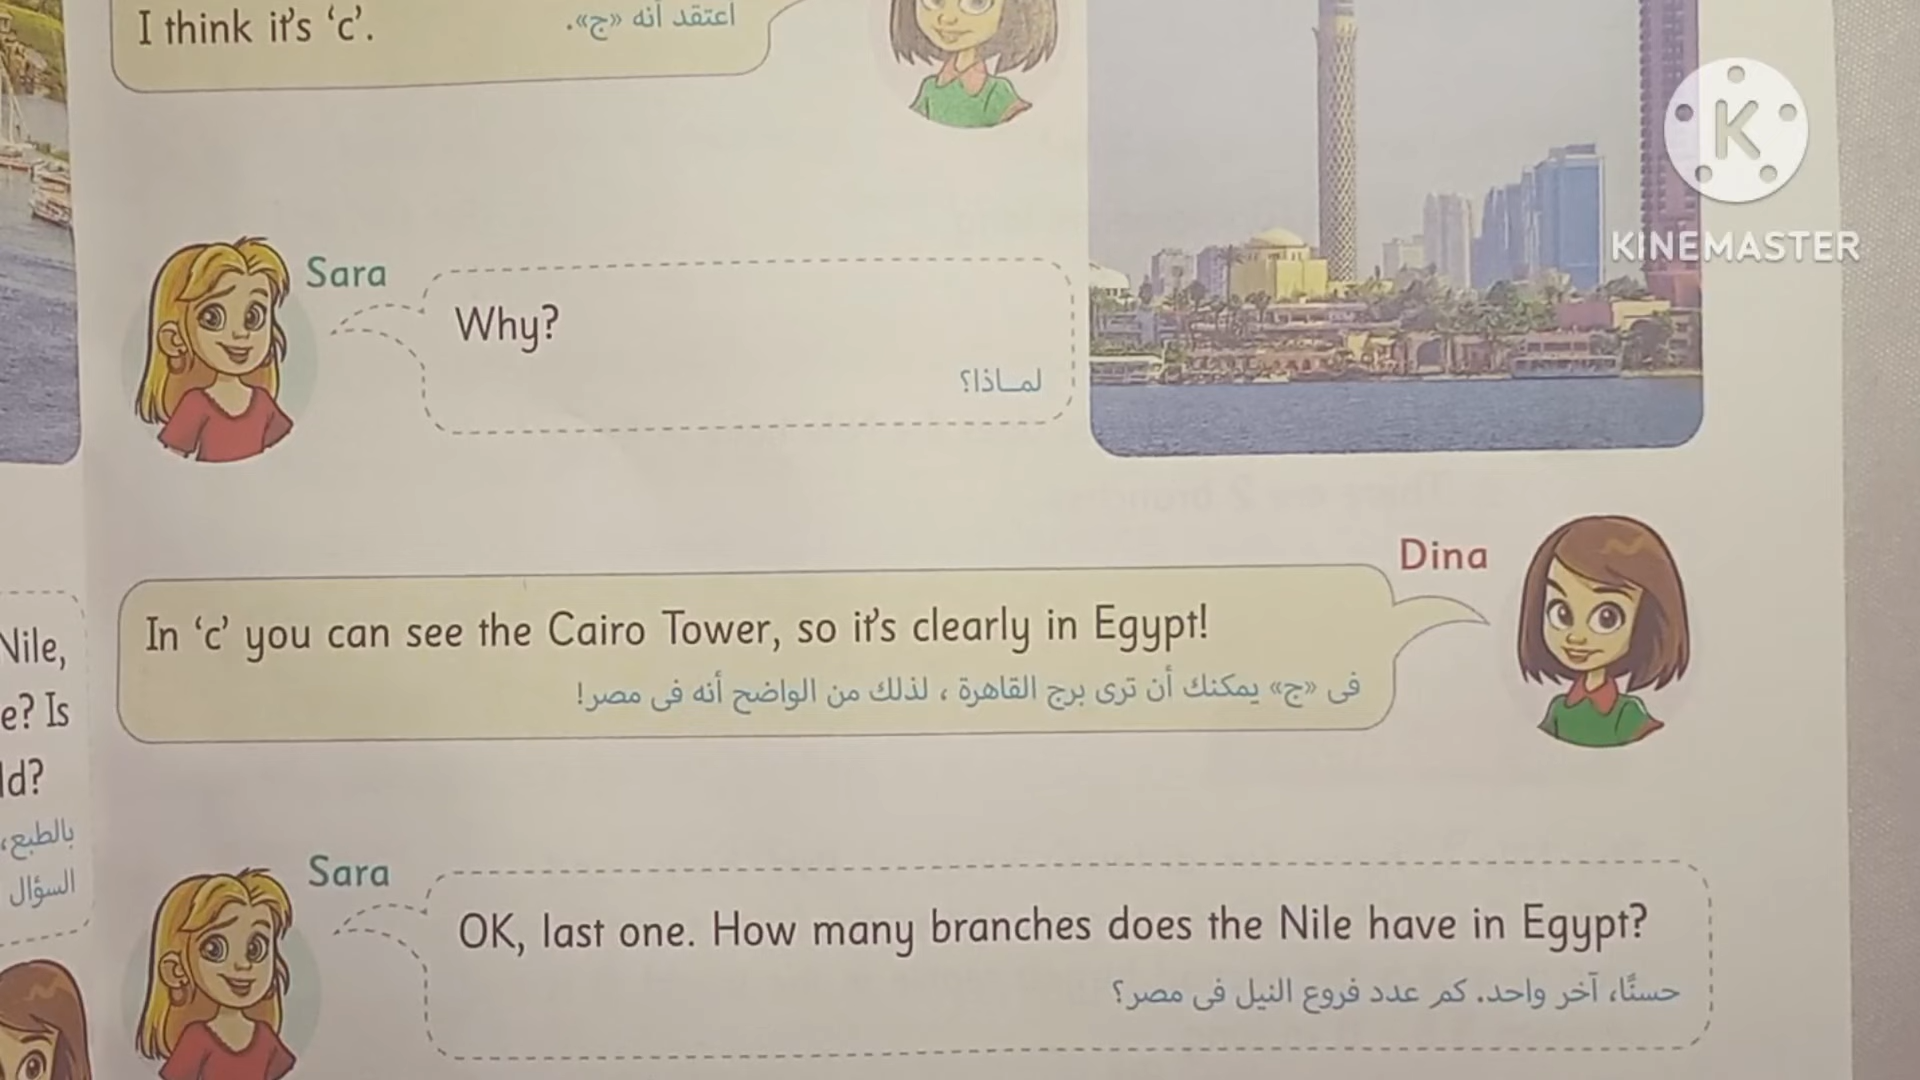 I think it's 'c'.
اعتقد أنه «ج».
Sara
Why?
لمـاذا؟
Dina
In 'c' you can see the Cairo Tower, so it's clearly in Egypt!
فى «ج» يمكنك أن ترى برج القاهرة ، لذلك من الواضح أنه فى مصر!
Sara
OK, last one. How many branches does the Nile have in Egypt?
حسنًا، آخر واحد. كم عدد فروع النيل فى مصر؟
Nile,
e? Is
ld?
بالطبع،
السؤال
K
KINEMASTER